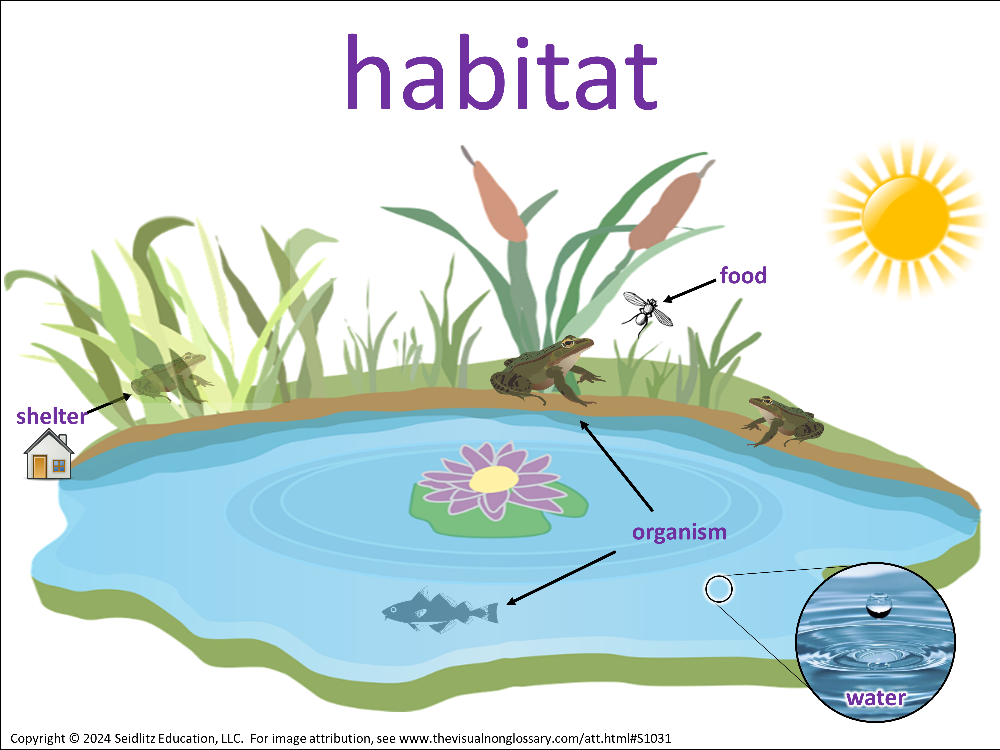 habitat
food
shelter
organism
water
Copyright © 2024 Seidlitz Education, LLC.  For image attribution, see www.thevisualnonglossary.com/att.html#S1031